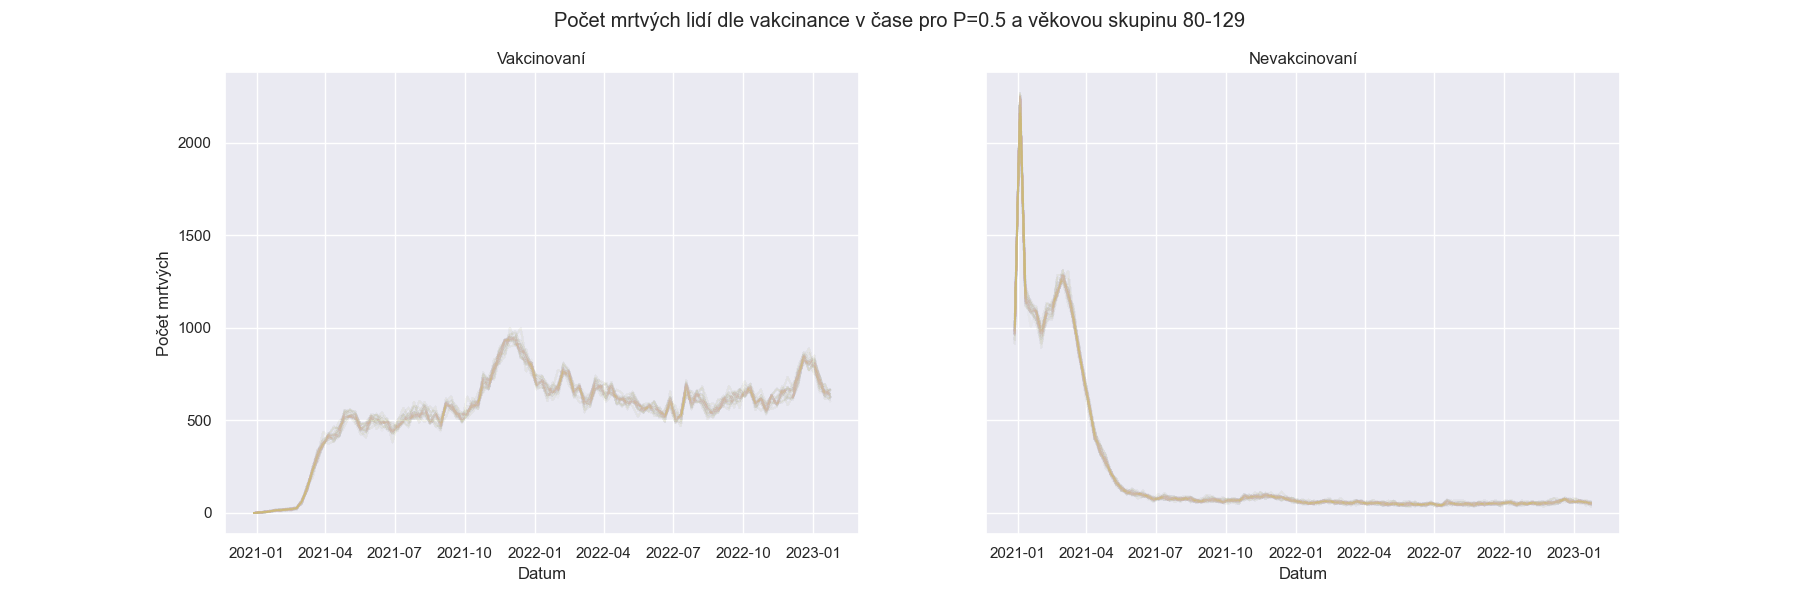 Počet mrtvých lidí dle vakcinance v čase pro P=0.5 a věkovou skupinu 80-129
Vakcinovaní
Nevakcinovaní
Počet mrtvých
2000
1500
1000
500
0
2021-01 2021-04 2021-07 2021-10 2022-01 2022-04 2022-07 2022-10 2023-01
Datum
2021-01 2021-04 2021-07 2021-10 2022-01 2022-04 2022-07 2022-10 2023-01
Datum